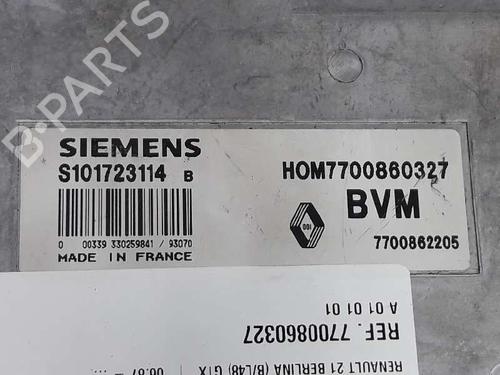 SIEMENS
S101723114 B
0 00339 330259841 / 93070
MADE IN FRANCE
HOM7700860327
BVM
7700862205
A 01 01 01
REF. 7700860327
RENAULT 21 BERLINA (B/L48) GTX
B-PARTS